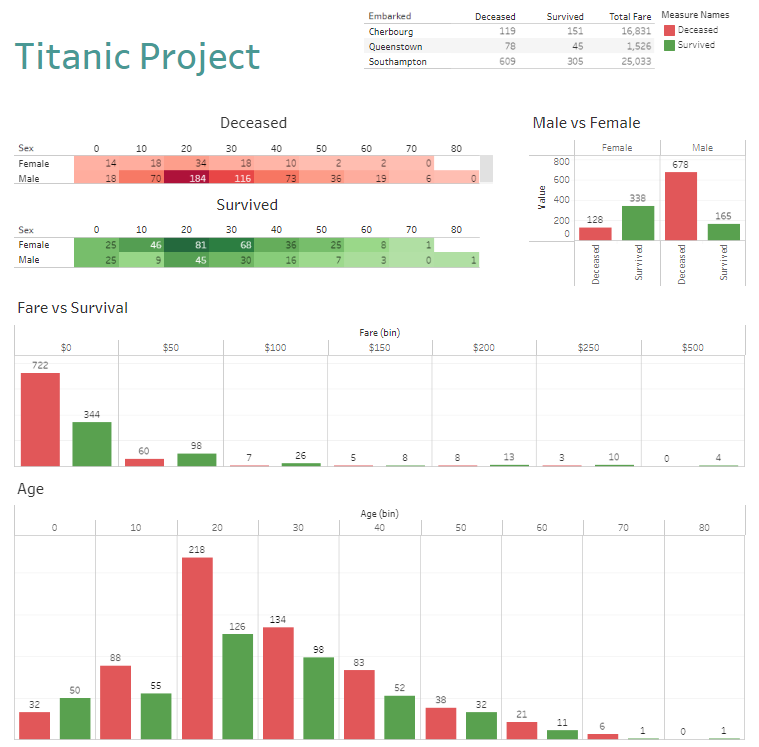 Titanic Project
Embarked Deceased Survived Total Fare
Cherbourg 119 151 16,831
Queenstown 78 45 1,526
Southampton 609 305 25,033
Measure Names
Deceased
Survived
Deceased
Sex 0 10 20 30 40 50 60 70 80
Female 14 18 34 18 10 2 2 0
Male 18 70 184 116 73 36 19 6 0
Survived
Sex 0 10 20 30 40 50 60 70 80
Female 25 46 81 68 36 25 8 1
Male 25 9 45 30 16 7 3 0 1
Male vs Female
Female Male
Value
800
600
400
200
0
128 338 678 165
Deceased Survived Deceased Survived
Fare vs Survival
Fare (bin)
$0 $50 $100 $150 $200 $250 $500
722 344 60 98 7 26 5 8 8 13 3 10 0 4
Age
Age (bin)
0 10 20 30 40 50 60 70 80
32 50 88 55 218 126 134 98 83 52 38 32 21 11 6 1 0 1